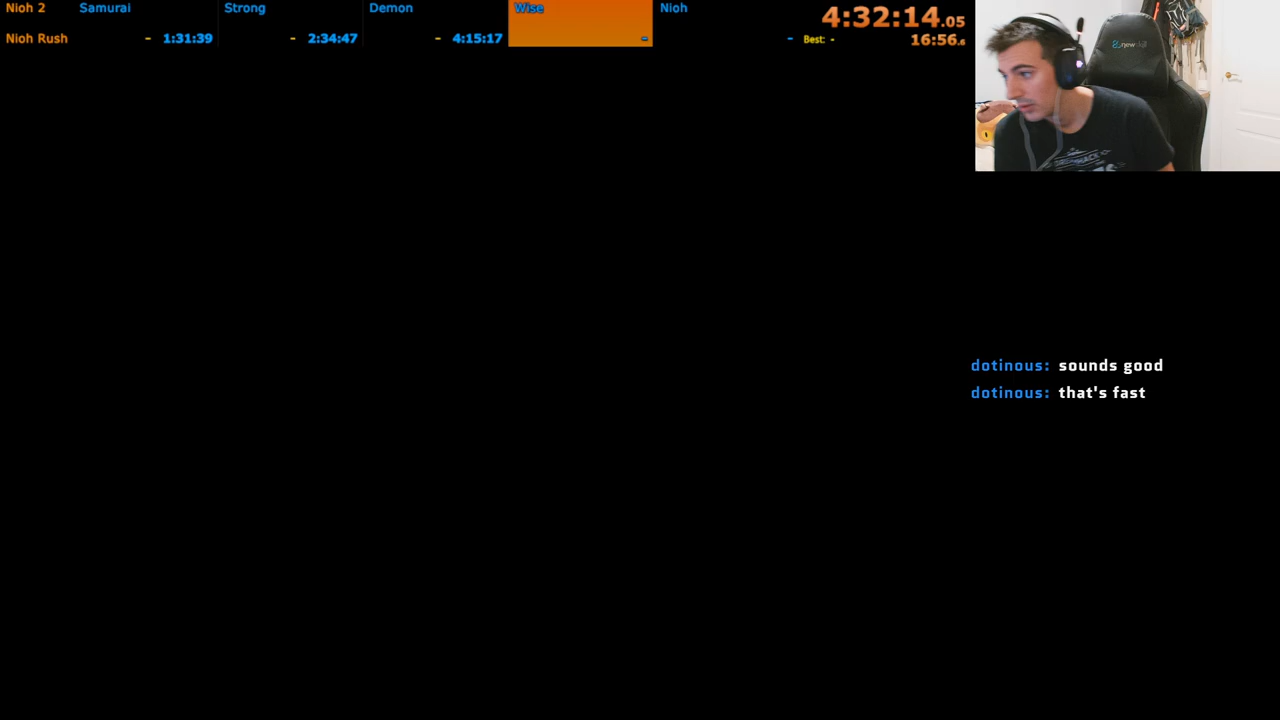 Nioh 2 Samurai Strong Demon Wise Nioh 4:32:14.05
Nioh Rush - 1:31:39 - 2:34:47 - 4:15:17 - - Best: - 16:56.6
newskill
dotinous: sounds good
dotinous: that's fast